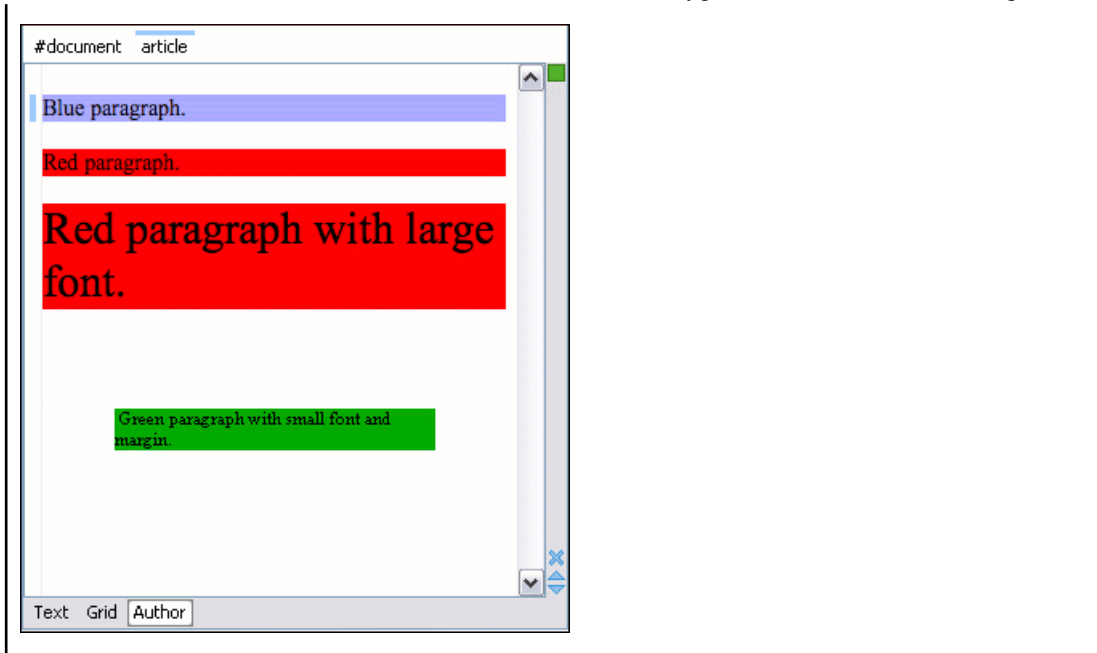 #document article
Blue paragraph.
Red paragraph.
Red paragraph with large
font.
Green paragraph with small font and
margin.
Text Grid Author